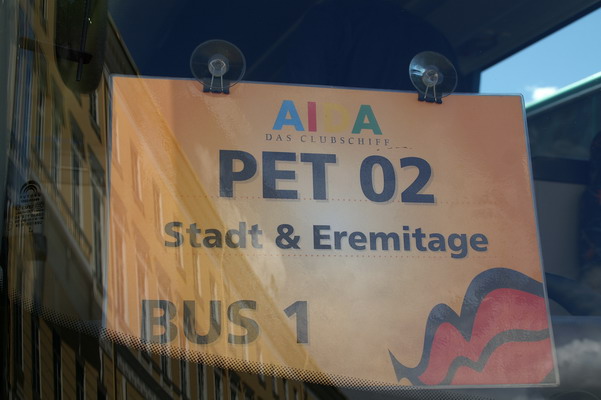 AIDA
DAS CLUBSCHIFF
PET 02
Stadt & Eremitage
BUS 1